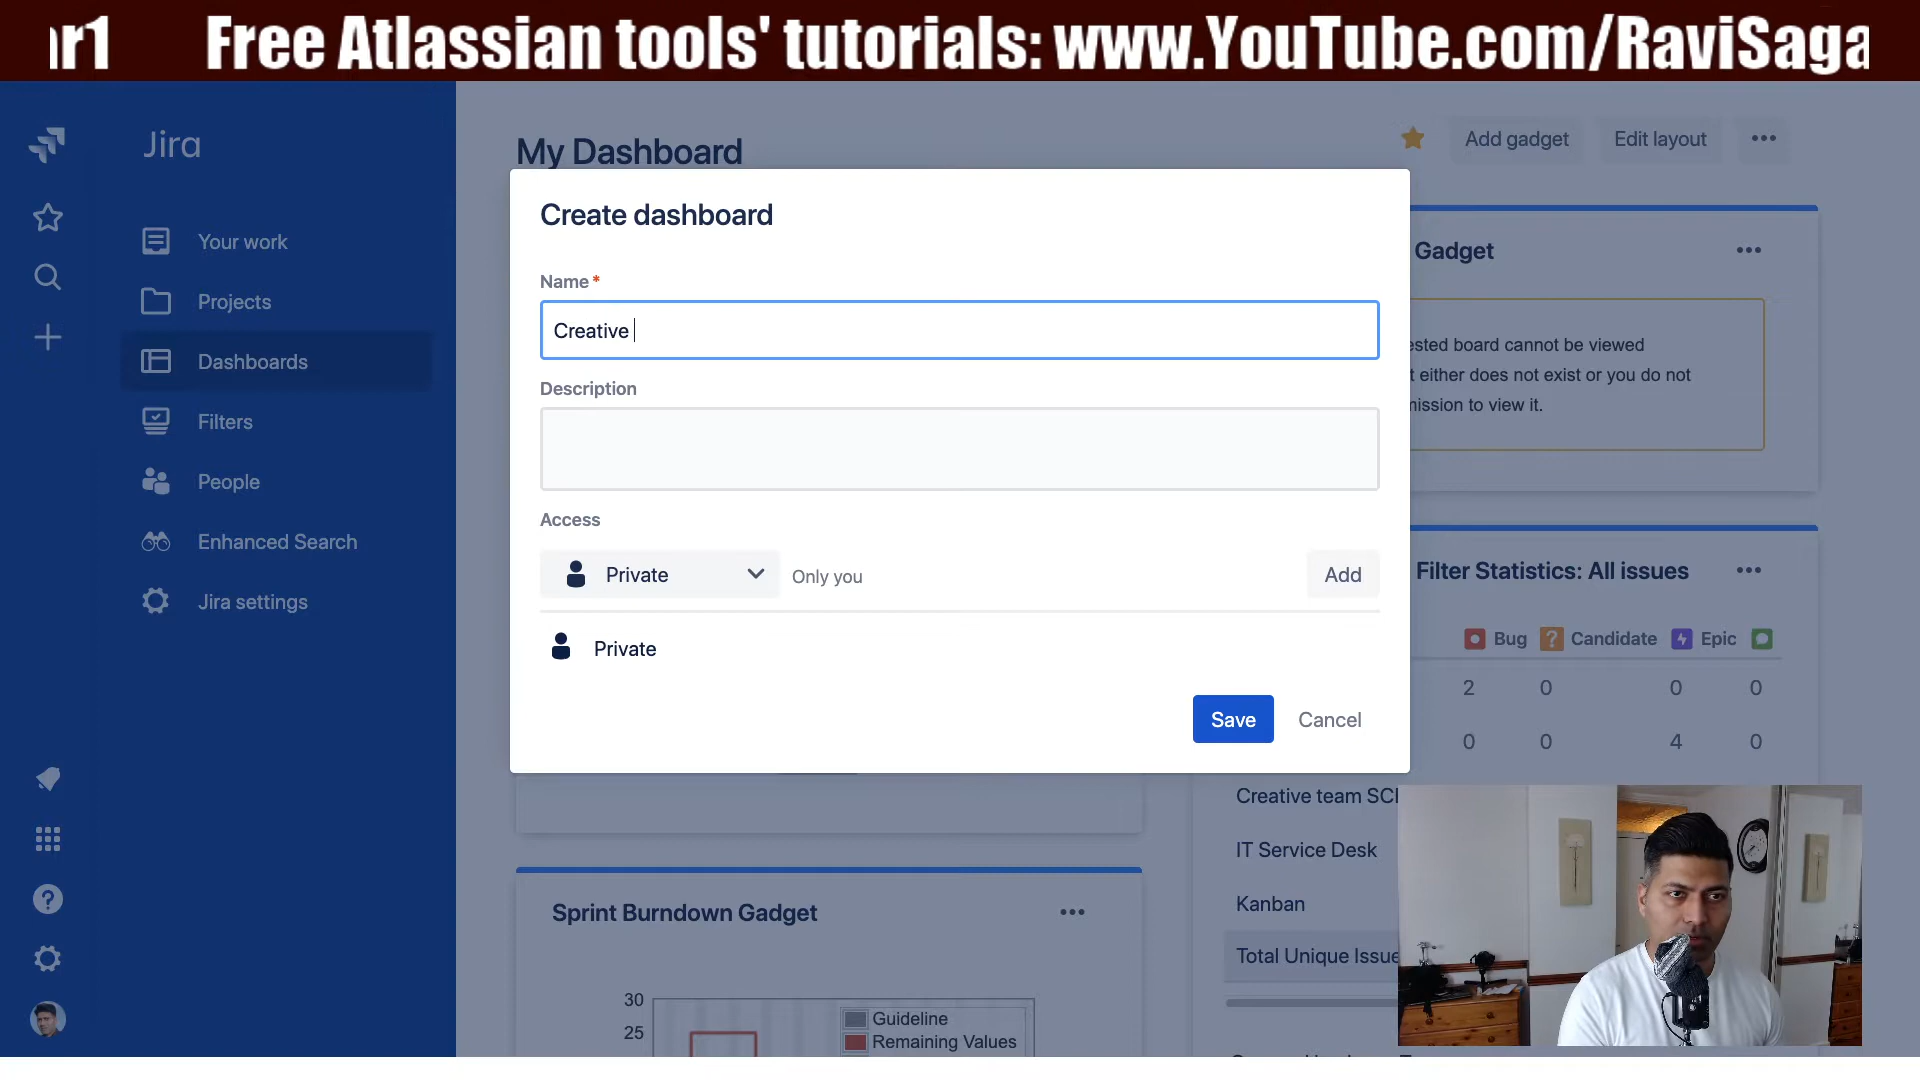 ar1 Free Atlassian tools' tutorials: www.YouTube.com/RaviSaga
Jira
Your work
Projects
Dashboards
Filters
People
Enhanced Search
Jira settings
My Dashboard
Add gadget
Edit layout
Create dashboard
Name *
Creative
Description
Access
Private
Only you
Add
Private
Save
Cancel
Gadget
ested board cannot be viewed
t either does not exist or you do not
mission to view it.
Filter Statistics: All issues
Bug ? Candidate Epic
2 0 0 0
0 0 4 0
Creative team SC
IT Service Desk
Kanban
Total Unique Issue
Sprint Burndown Gadget
30
25
Guideline
Remaining Values